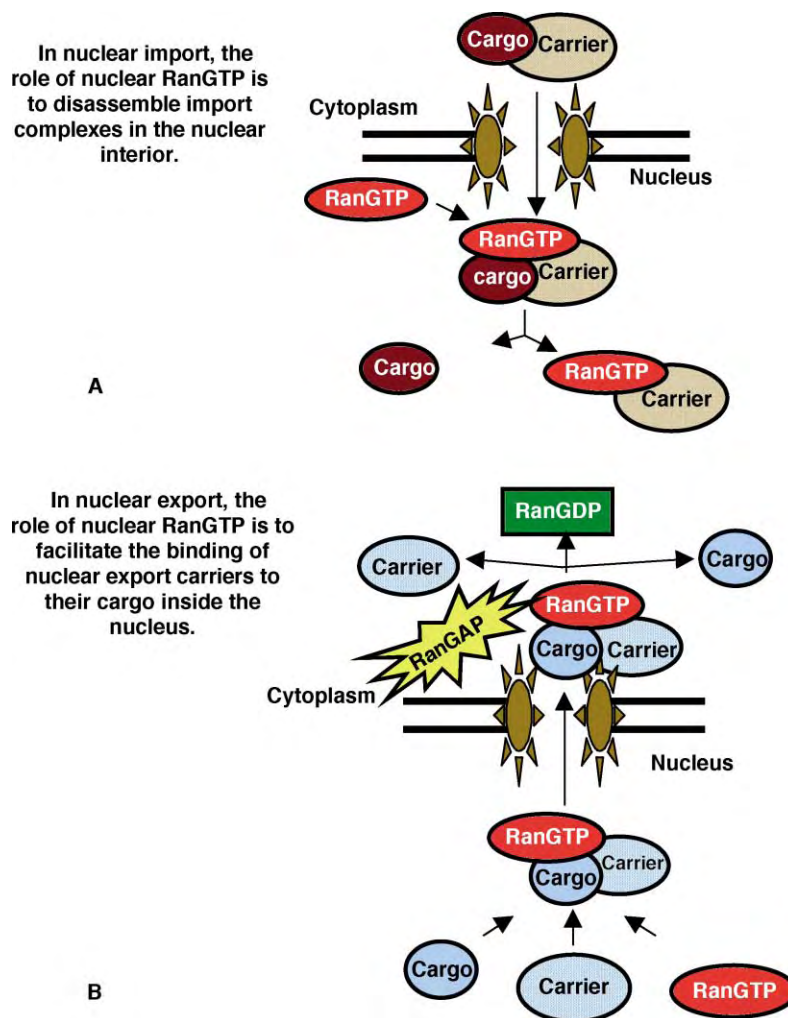 In nuclear import, the
role of nuclear RanGTP is
to disassemble import
complexes in the nuclear
interior.
Cargo
Carrier
Cytoplasm
Nucleus
RanGTP
RanGTP
cargo
Carrier
Cargo
RanGTP
Carrier
A
In nuclear export, the
role of nuclear RanGTP is to
facilitate the binding of
nuclear export carriers to
their cargo inside the
nucleus.
RanGDP
Carrier
Cargo
RanGTP
RanGAP
Cargo
Carrier
Cytoplasm
Nucleus
RanGTP
Carrier
Cargo
Cargo
Carrier
RanGTP
B